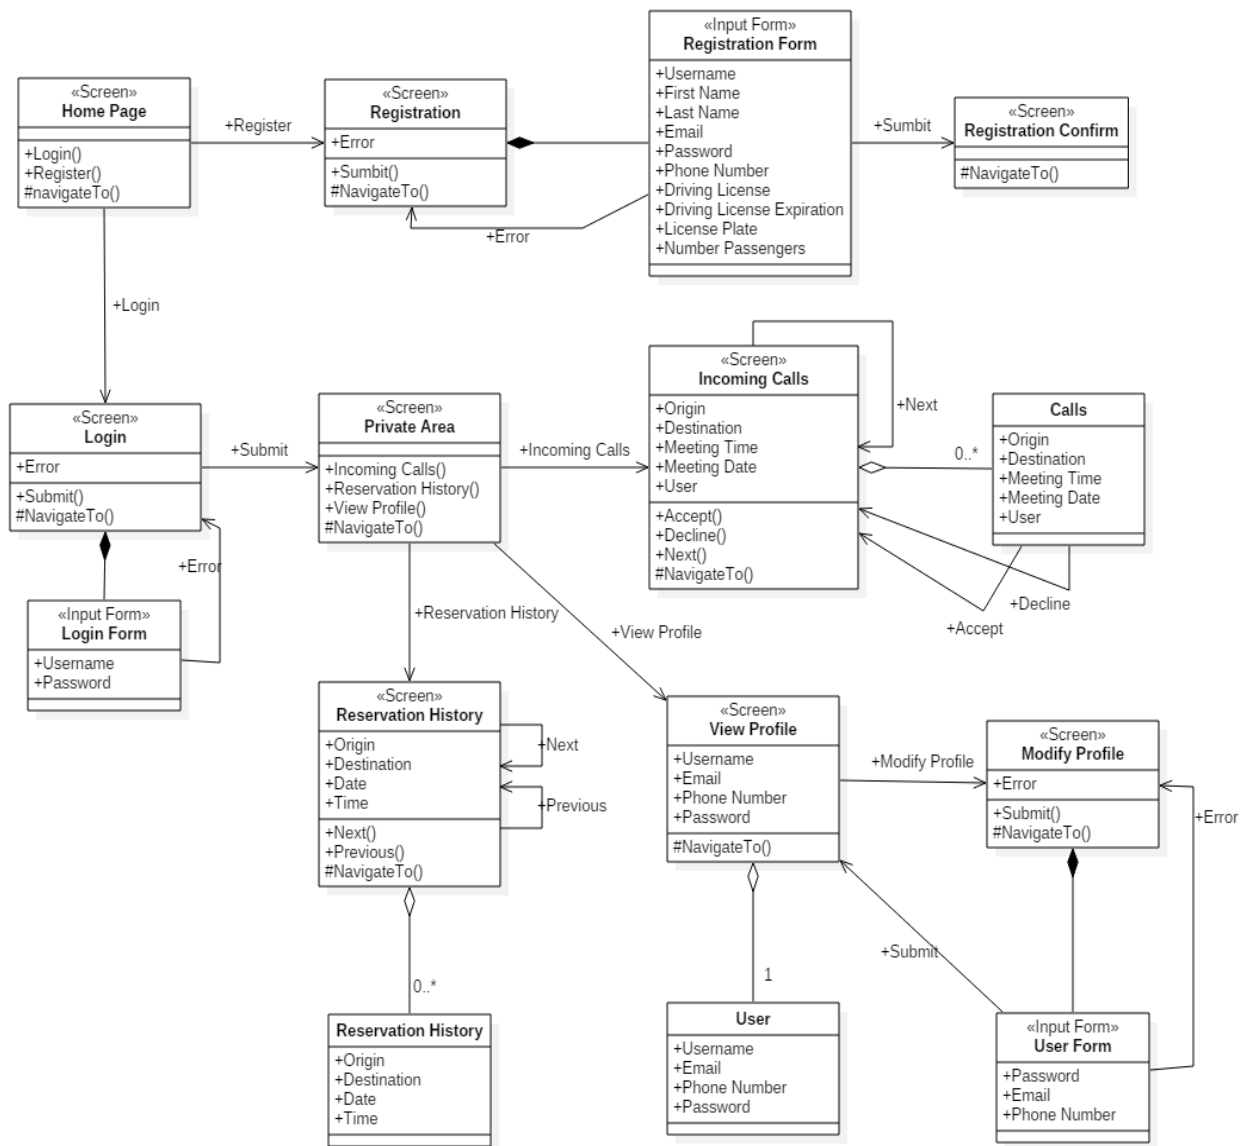 «Input Form»
Registration Form
+Username
+First Name
+Last Name
+Email
+Password
+Phone Number
+Driving License
+Driving License Expiration
+License Plate
+Number Passengers
«Screen»
Home Page
+Login()
+Register()
#navigateTo()
+Register
«Screen»
Registration
+Error
+Sumbit()
#NavigateTo()
+Error
+Sumbit
«Screen»
Registration Confirm
#NavigateTo()
+Login
«Screen»
Login
+Error
+Submit()
#NavigateTo()
+Submit
+Error
«Input Form»
Login Form
+Username
+Password
«Screen»
Private Area
+Incoming Calls()
+Reservation History()
+View Profile()
#NavigateTo()
+Incoming Calls
«Screen»
Incoming Calls
+Origin
+Destination
+Meeting Time
+Meeting Date
+User
+Accept()
+Decline()
+Next()
#NavigateTo()
+Next
0..*
Calls
+Origin
+Destination
+Meeting Time
+Meeting Date
+User
+Decline
+Accept
+Reservation History
+View Profile
«Screen»
Reservation History
+Origin
+Destination
+Date
+Time
+Next()
+Previous()
#NavigateTo()
+Next
+Previous
0..*
Reservation History
+Origin
+Destination
+Date
+Time
«Screen»
View Profile
+Username
+Email
+Phone Number
+Password
#NavigateTo()
+Modify Profile
«Screen»
Modify Profile
+Error
+Submit()
#NavigateTo()
+Error
+Submit
1
User
+Username
+Email
+Phone Number
+Password
«Input Form»
User Form
+Password
+Email
+Phone Number